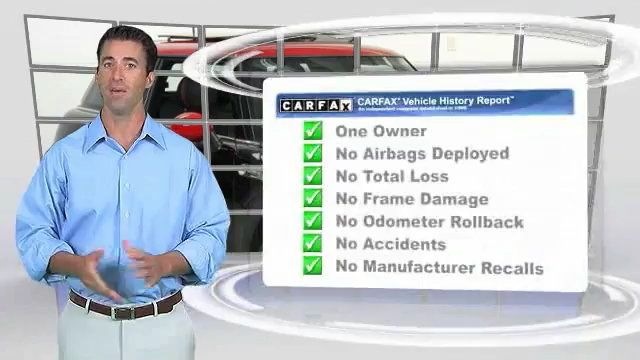 CARFAX CARFAX Vehicle History Report™
One Owner
No Airbags Deployed
No Total Loss
No Frame Damage
No Odometer Rollback
No Accidents
No Manufacturer Recalls